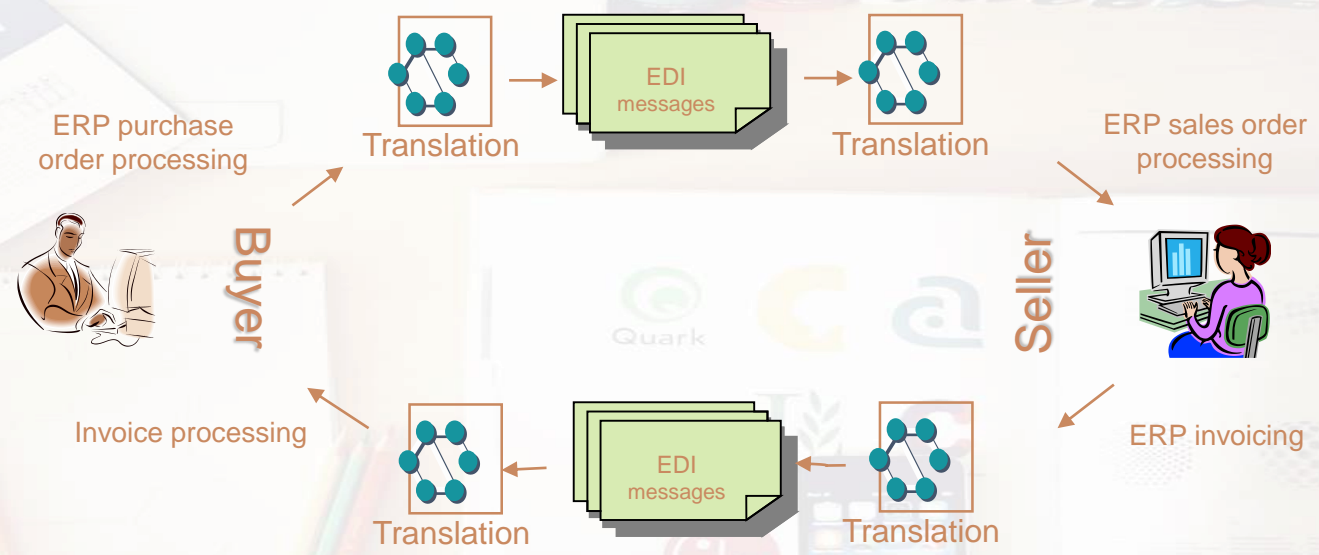 EDI
messages
Translation
Translation
ERP purchase
order processing
ERP sales order
processing
Buyer
Seller
Quark
c a
Invoice processing
ERP invoicing
EDI
messages
Translation
Translation